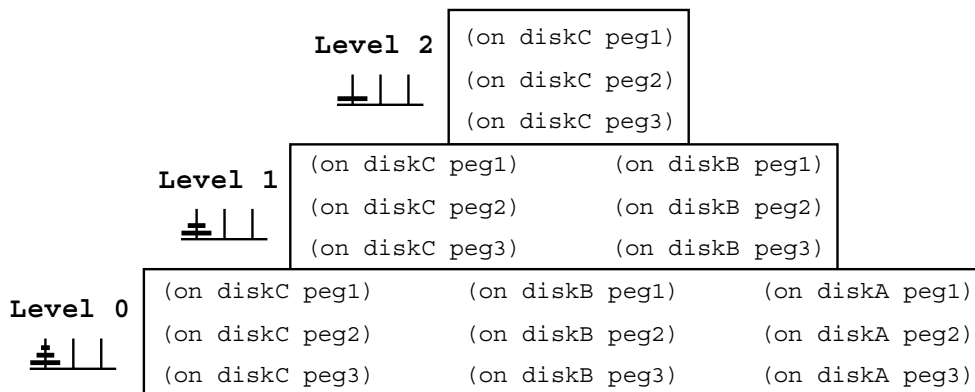 Level 2
(on diskC peg1)
(on diskC peg2)
(on diskC peg3)
Level 1
(on diskC peg1) (on diskB peg1)
(on diskC peg2) (on diskB peg2)
(on diskC peg3) (on diskB peg3)
Level 0
(on diskC peg1) (on diskB peg1) (on diskA peg1)
(on diskC peg2) (on diskB peg2) (on diskA peg2)
(on diskC peg3) (on diskB peg3) (on diskA peg3)